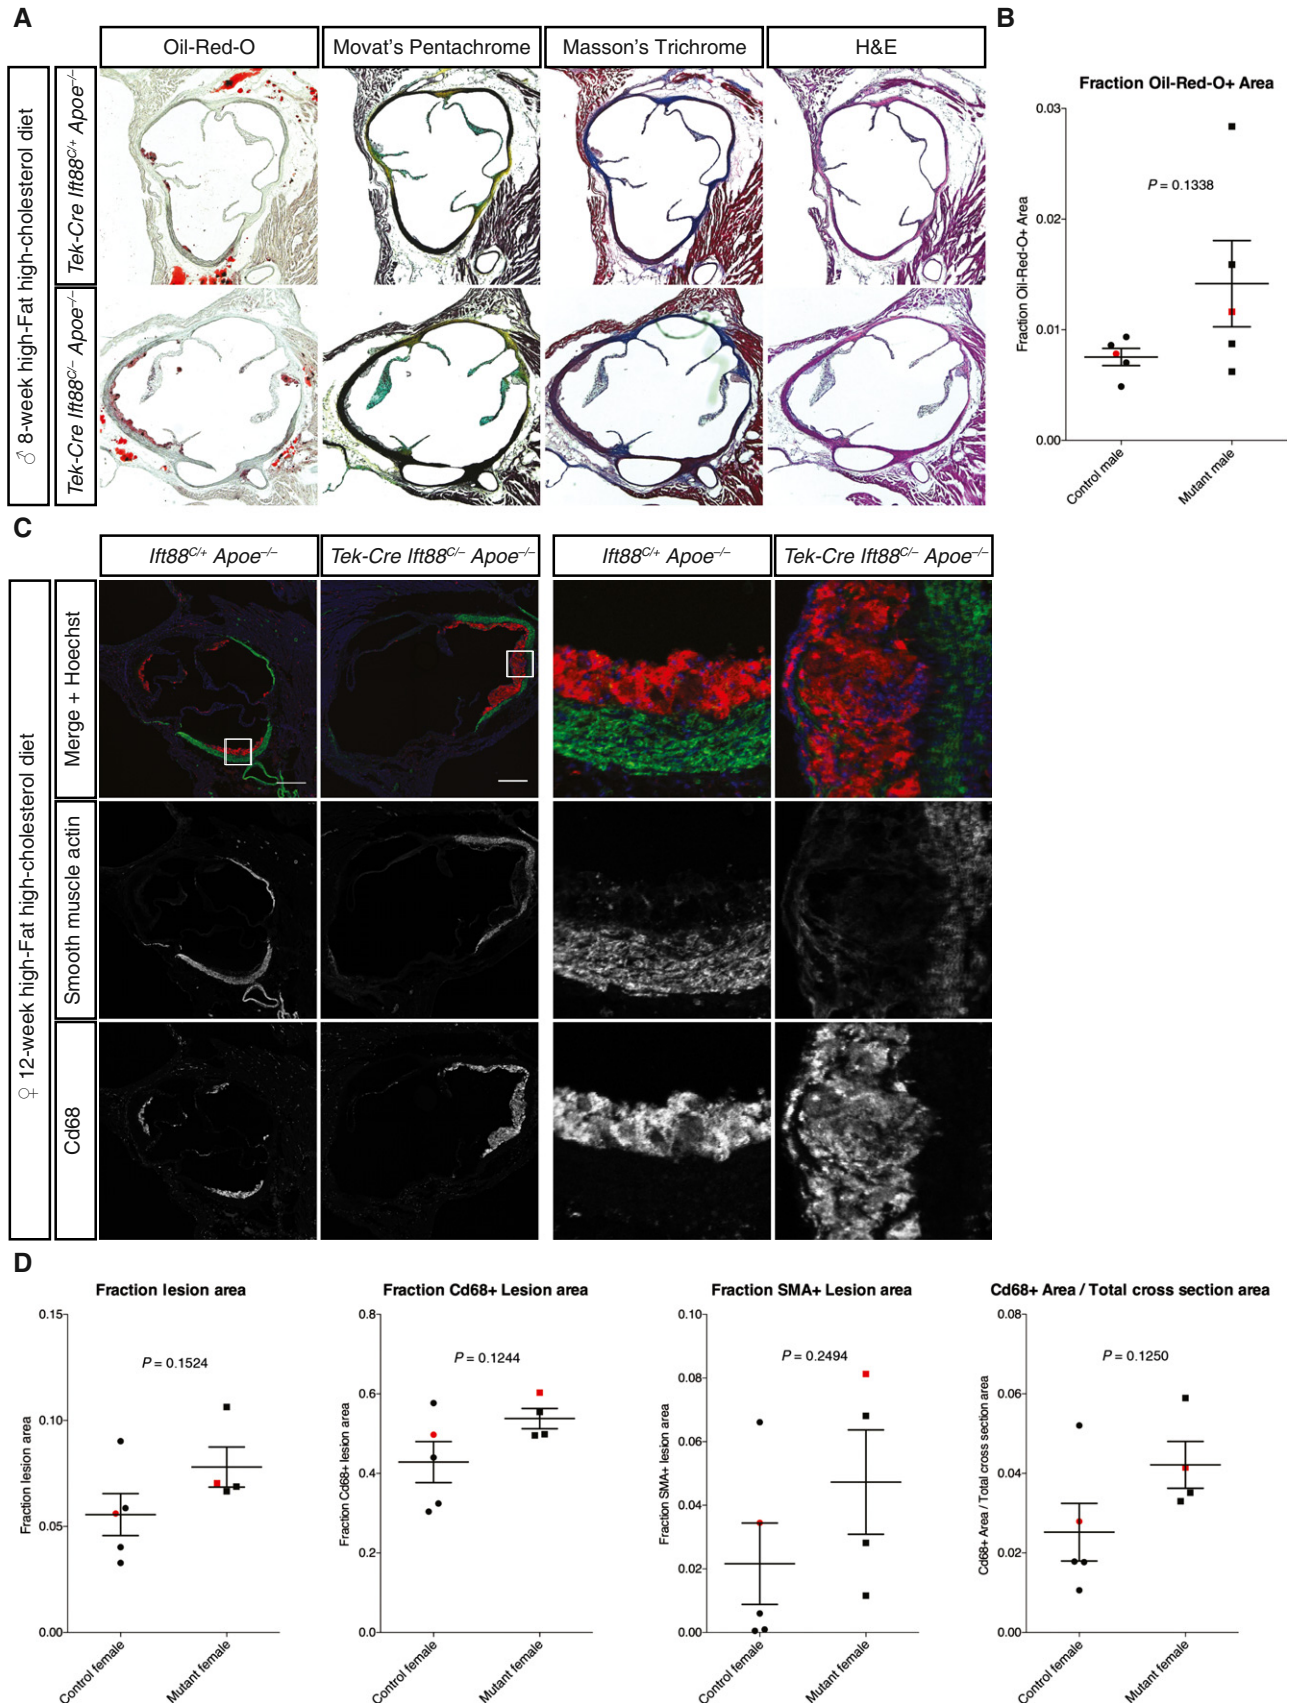 A
Oil-Red-O
Movat's Pentachrome
Masson's Trichrome
H&E
♂ 8-week high-Fat high-cholesterol diet
Tek-Cre Ift88C/+ Apoe–/–
Tek-Cre Ift88C/– Apoe–/–
B
Fraction Oil-Red-O+ Area
Fraction Oil-Red-O+ Area
0.03
0.02
0.01
0.00
P = 0.1338
Control male
Mutant male
C
Ift88C/+ Apoe–/–
Tek-Cre Ift88C/– Apoe–/–
Ift88C/+ Apoe–/–
Tek-Cre Ift88C/– Apoe–/–
♀ 12-week high-Fat high-cholesterol diet
Merge + Hoechst
Smooth muscle actin
Cd68
D
Fraction lesion area
Fraction lesion area
0.15
0.10
0.05
0.00
P = 0.1524
Control female
Mutant female
Fraction Cd68+ Lesion area
Fraction Cd68+ lesion area
0.8
0.6
0.4
0.2
0.0
P = 0.1244
Control female
Mutant female
Fraction SMA+ Lesion area
Fraction SMA+ lesion area
0.10
0.08
0.06
0.04
0.02
0.00
P = 0.2494
Control female
Mutant female
Cd68+ Area / Total cross section area
Cd68+ Area / Total cross section area
0.08
0.06
0.04
0.02
0.00
P = 0.1250
Control female
Mutant female